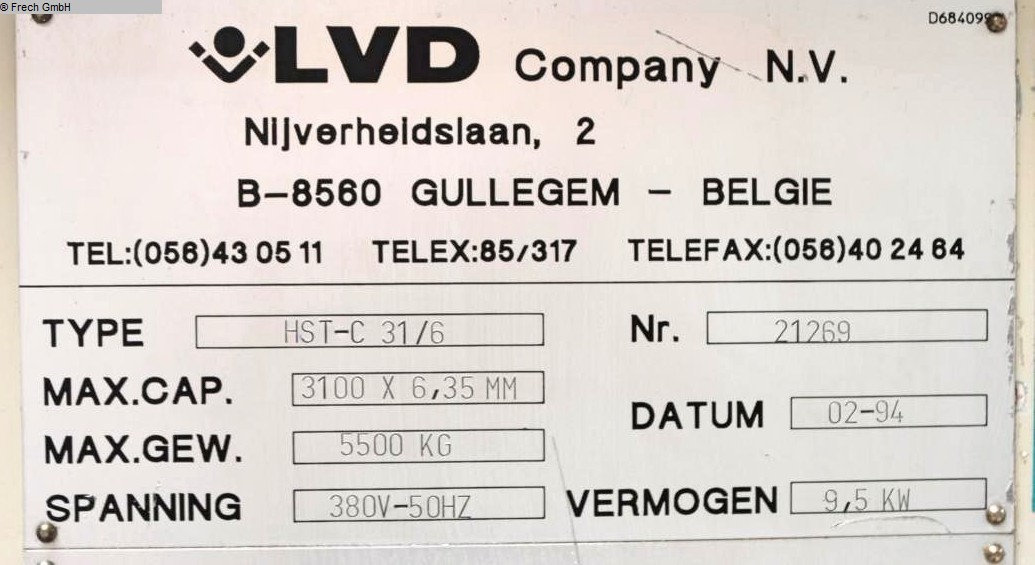 © Frech GmbH
LVD Company N.V.
Nijverheidslaan, 2
B-8560 GULLEGEM - BELGIE
TEL:(056)43 05 11 TELEX:85/317 TELEFAX:(056)40 24 64
TYPE HST-C 31/6 Nr. 21269
MAX.CAP. 3100 X 6,35 MM
DATUM 02-94
MAX.GEW. 5500 KG
SPANNING 380V-50HZ VERMOGEN 9,5 KW